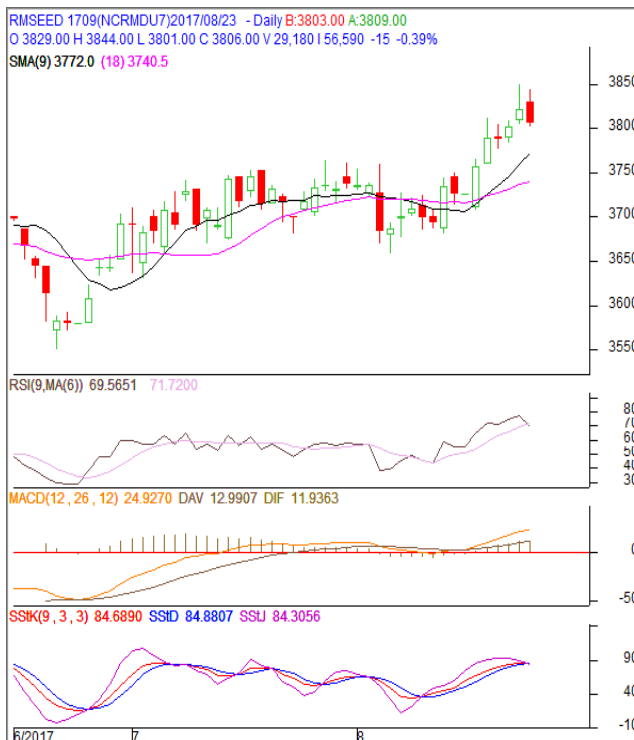 RMSEED 1709(NCRMDU7)2017/08/23 - Daily B:3803.00 A:3809.00
O 3829.00 H 3844.00 L 3801.00 C 3806.00 V 29,180 I 56,590 -15 -0.39%
SMA(9) 3772.0 (18) 3740.5
3850
3800
3700
3650
3600
3550
RSI(9,MA(6)) 69.5651 71.7200
80
70
60
50
40
30
MACD(12 , 26 , 12) 24.9270 DAV 12.9907 DIF 11.9363
0
-50
SStK(9 , 3 , 3) 84.6890 SStD 84.8807 SStJ 84.3056
90
40
-10
6/2017 7 8